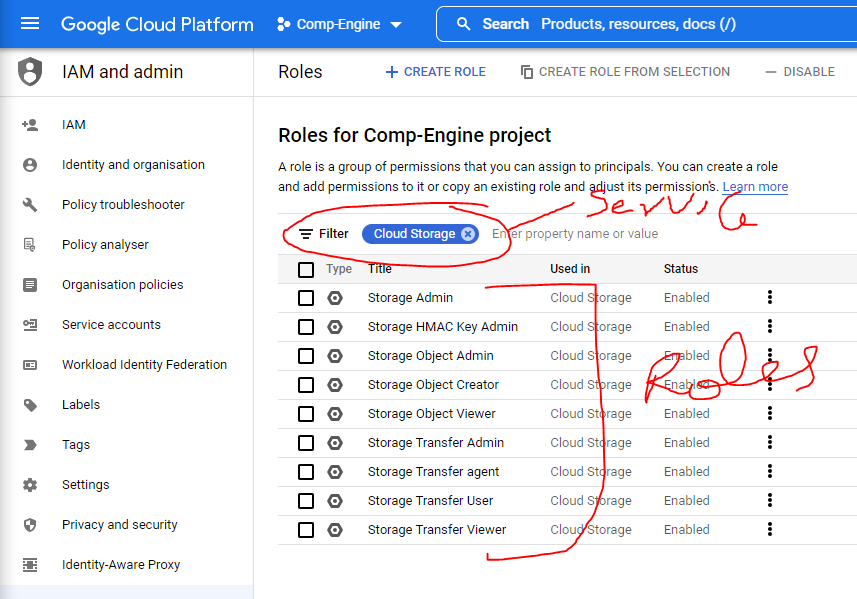 Google Cloud Platform Comp-Engine Search Products, resources, docs (/)
IAM and admin
Roles + CREATE ROLE CREATE ROLE FROM SELECTION — DISABLE
IAM
Identity and organisation
Policy troubleshooter
Policy analyser
Organisation policies
Service accounts
Workload Identity Federation
Labels
Tags
Settings
Privacy and security
Identity-Aware Proxy
Roles for Comp-Engine project
A role is a group of permissions that you can assign to principals. You can create a role
and add permissions to it or copy an existing role and adjust its permissions. Learn more
Service
Filter Cloud Storage Enter property name or value
Type Title Used in Status
Storage Admin Cloud Storage Enabled
Storage HMAC Key Admin Cloud Storage Enabled
Storage Object Admin Cloud Storage Enabled
Storage Object Creator Cloud Storage Enabled
Storage Object Viewer Cloud Storage Enabled
Storage Transfer Admin Cloud Storage Enabled
Storage Transfer agent Cloud Storage Enabled
Storage Transfer User Cloud Storage Enabled
Storage Transfer Viewer Cloud Storage Enabled
Roles